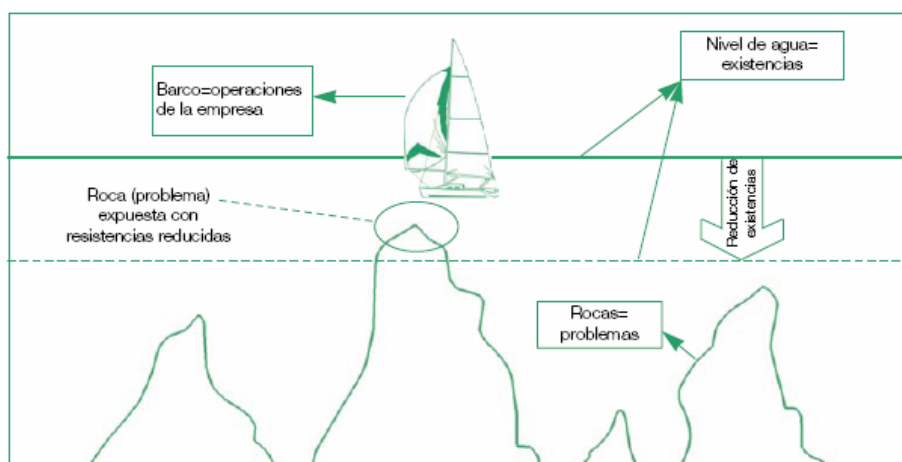 Nivel de agua=
existencias
Barco=operaciones
de la empresa
Roca (problema)
expuesta con
resistencias reducidas
Reducción de
existencias
Rocas=
problemas